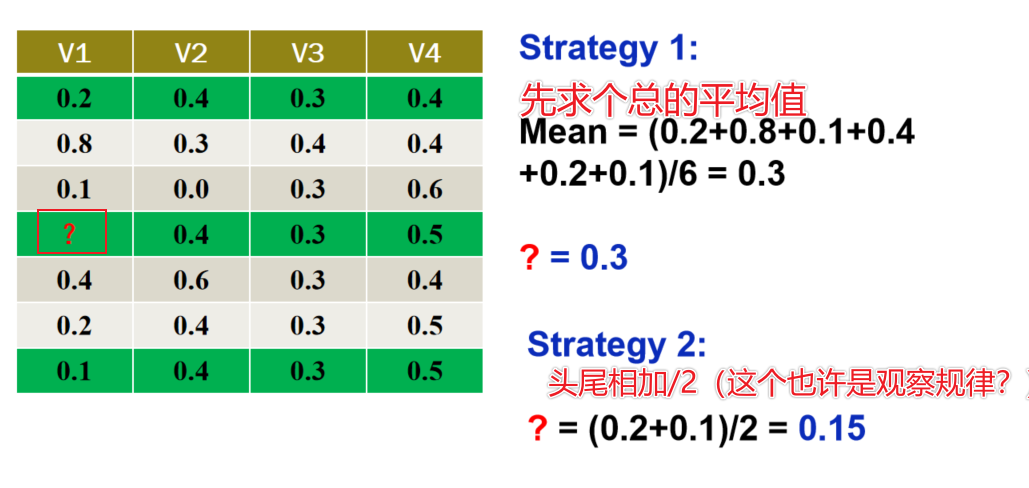 V1 V2 V3 V4
0.2 0.4 0.3 0.4
0.8 0.3 0.4 0.4
0.1 0.0 0.3 0.6
? 0.4 0.3 0.5
0.4 0.6 0.3 0.4
0.2 0.4 0.3 0.5
0.1 0.4 0.3 0.5
Strategy 1:
先求个总的平均值
Mean = (0.2+0.8+0.1+0.4
+0.2+0.1)/6 = 0.3
? = 0.3
Strategy 2:
头尾相加/2（这个也许是观察规律？）
? = (0.2+0.1)/2 = 0.15